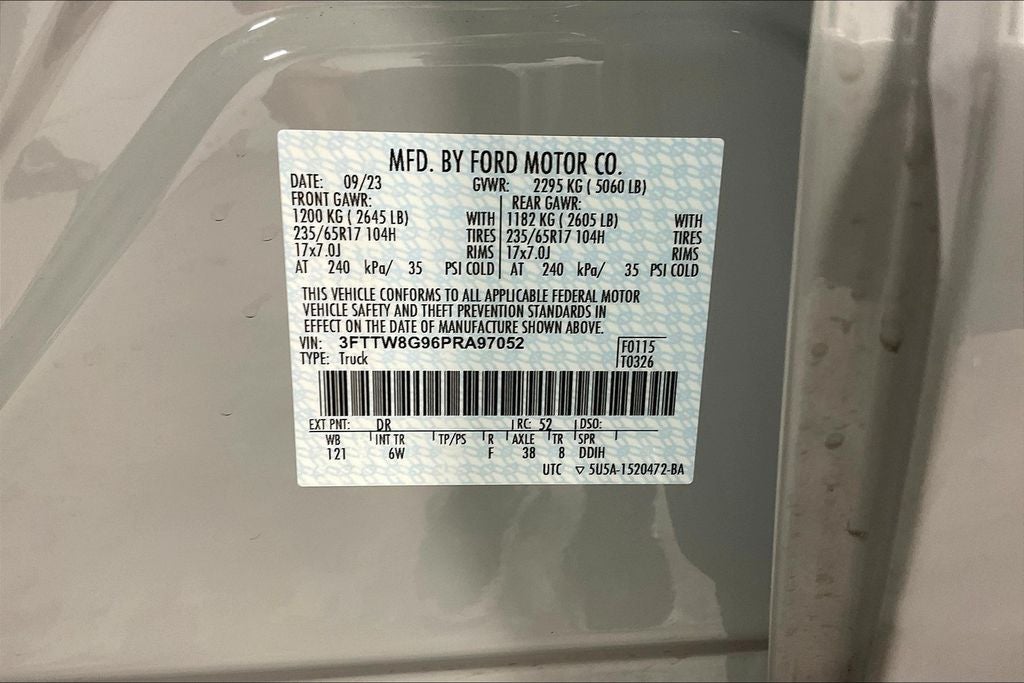 MFD. BY FORD MOTOR CO.
DATE: 09/23 GVWR: 2295 KG ( 5060 LB)
FRONT GAWR: REAR GAWR:
1200 KG ( 2645 LB) WITH 1182 KG ( 2605 LB) WITH
235/65R17 104H TIRES 235/65R17 104H TIRES
17x7.0J RIMS 17x7.0J RIMS
AT 240 kPa/ 35 PSI COLD AT 240 kPa/ 35 PSI COLD
THIS VEHICLE CONFORMS TO ALL APPLICABLE FEDERAL MOTOR
VEHICLE SAFETY AND THEFT PREVENTION STANDARDS IN
EFFECT ON THE DATE OF MANUFACTURE SHOWN ABOVE.
VIN: 3FTTW8G96PRA97052 F0115
TYPE: Truck T0326
EXT PNT: DR RC: 52 DSO:
WB INT TR TP/PS R AXLE TR SPR
121 6W F 38 8 DDIH
UTC ▽ 5U5A-1520472-BA